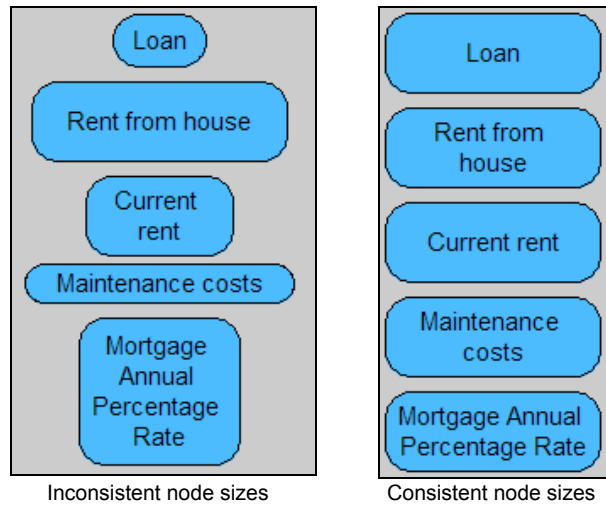 Loan
Rent from house
Current
rent
Maintenance costs
Mortgage
Annual
Percentage
Rate
Inconsistent node sizes
Loan
Rent from
house
Current rent
Maintenance
costs
Mortgage Annual
Percentage Rate
Consistent node sizes